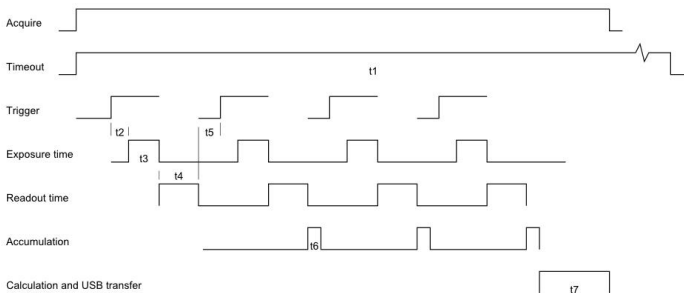 Acquire
Timeout
t1
Trigger
t2
t5
Exposure time
t3
t4
Readout time
Accumulation
t6
Calculation and USB transfer
t7